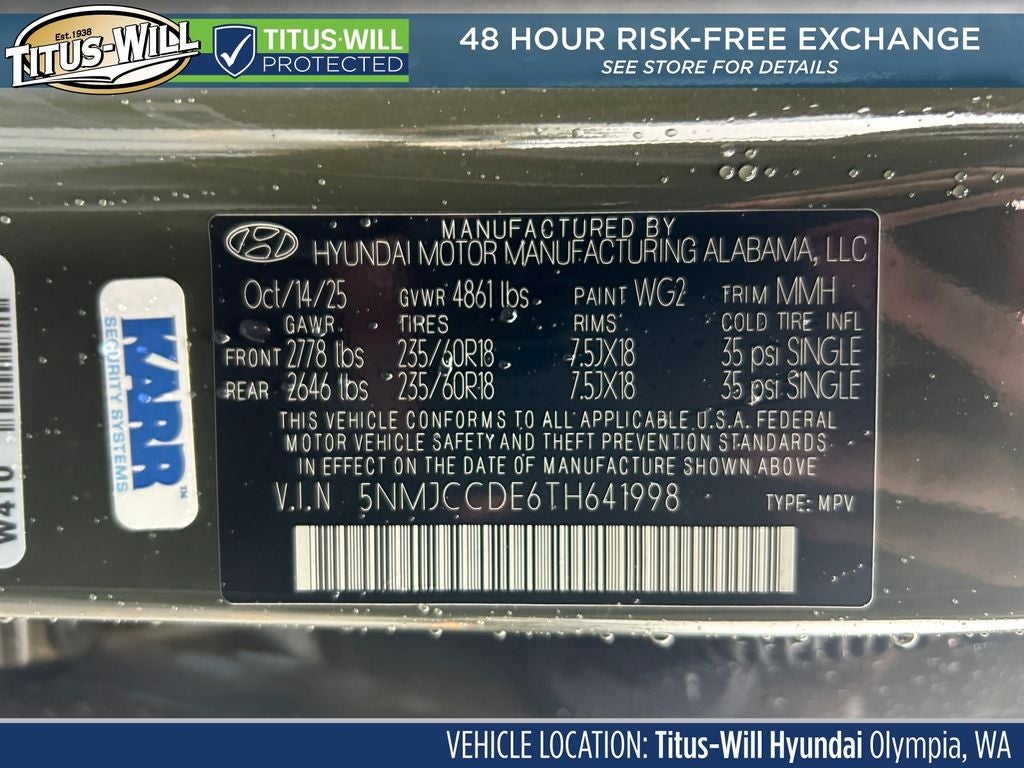 Est. 1938
TITUS-WILL
TITUS-WILL
PROTECTED
48 HOUR RISK-FREE EXCHANGE
SEE STORE FOR DETAILS
MANUFACTURED BY
HYUNDAI MOTOR MANUFACTURING ALABAMA, LLC
Oct/14/25 GVWR 4861 lbs PAINT WG2 TRIM MMH
GAWR TIRES RIMS COLD TIRE INFL
FRONT 2778 lbs 235/60R18 7.5JX18 35 psi SINGLE
REAR 2646 lbs 235/60R18 7.5JX18 35 psi SINGLE
THIS VEHICLE CONFORMS TO ALL APPLICABLE U.S.A. FEDERAL
MOTOR VEHICLE SAFETY AND THEFT PREVENTION STANDARDS
IN EFFECT ON THE DATE OF MANUFACTURE SHOWN ABOVE
V.I.N 5NMJCCDE6TH641998 TYPE: MPV
KARR™
SECURITY SYSTEMS
W410
VEHICLE LOCATION: Titus-Will Hyundai Olympia, WA